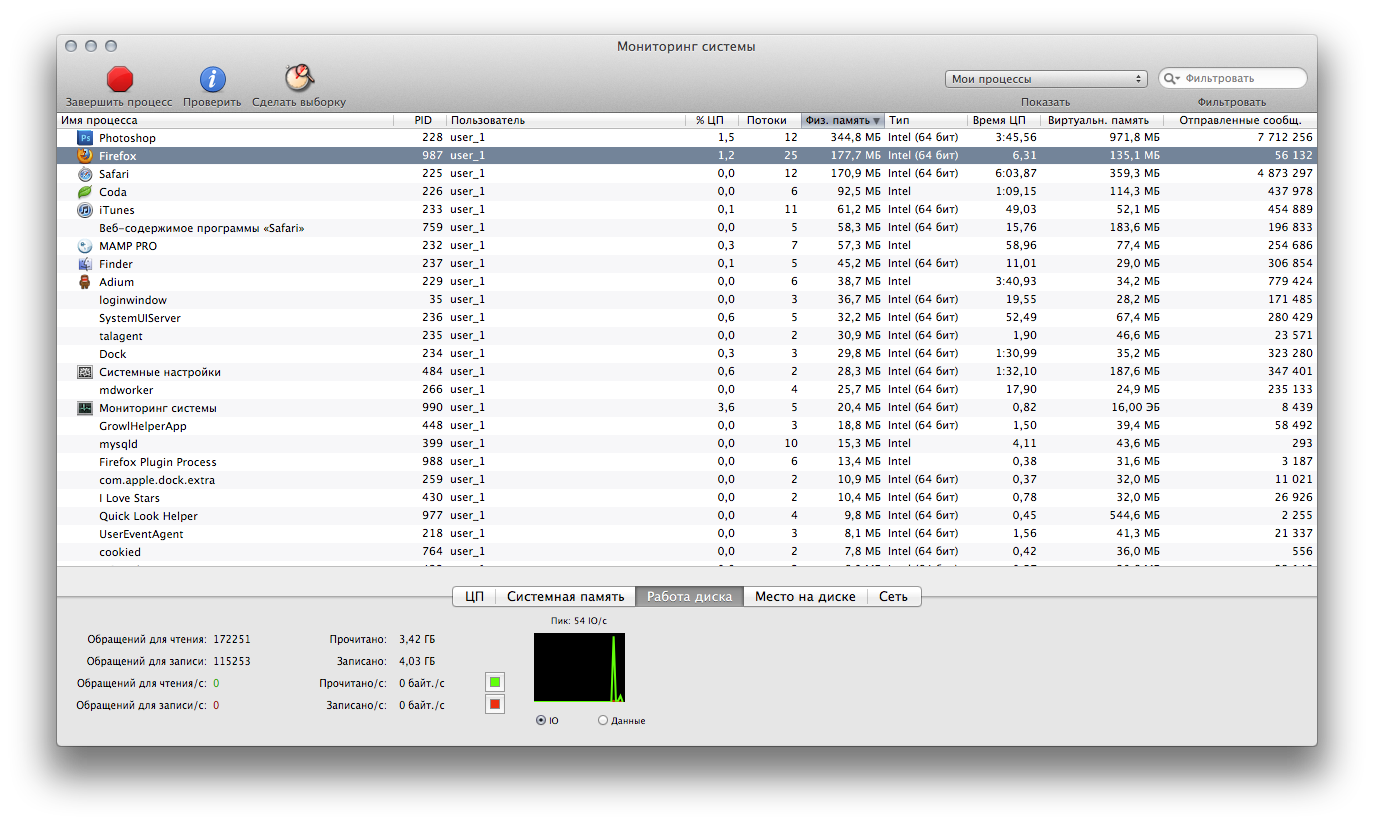 Мониторинг системы
Завершить процесс Проверить Сделать выборку Мои процессы Показать Фильтровать Фильтровать
Имя процесса PID Пользователь % ЦП Потоки Физ. память Тип Время ЦП Виртуальн. память Отправленные сообщ.
Ps Photoshop 228 user_1 1,5 12 344,8 МБ Intel (64 бит) 3:45,56 971,8 МБ 7 712 256
Firefox 987 user_1 1,2 25 177,7 МБ Intel (64 бит) 6,31 135,1 МБ 56 132
Safari 225 user_1 0,0 12 170,9 МБ Intel (64 бит) 6:03,87 359,3 МБ 4 873 297
Coda 226 user_1 0,0 6 92,5 МБ Intel 1:09,15 114,3 МБ 437 978
iTunes 233 user_1 0,1 11 61,2 МБ Intel (64 бит) 49,03 52,1 МБ 454 889
Веб-содержимое программы «Safari» 759 user_1 0,0 5 58,3 МБ Intel (64 бит) 15,76 183,6 МБ 196 833
MAMP PRO 232 user_1 0,3 7 57,3 МБ Intel 58,96 77,4 МБ 254 686
Finder 237 user_1 0,1 5 45,2 МБ Intel (64 бит) 11,01 29,0 МБ 306 854
Adium 229 user_1 0,0 6 38,7 МБ Intel 3:40,93 34,2 МБ 779 424
loginwindow 35 user_1 0,0 3 36,7 МБ Intel (64 бит) 19,55 28,2 МБ 171 485
SystemUIServer 236 user_1 0,6 5 32,2 МБ Intel (64 бит) 52,49 67,4 МБ 280 429
talagent 235 user_1 0,0 2 30,9 МБ Intel (64 бит) 1,90 46,6 МБ 23 571
Dock 234 user_1 0,3 3 29,8 МБ Intel (64 бит) 1:30,99 35,2 МБ 323 280
Системные настройки 484 user_1 0,6 2 28,3 МБ Intel (64 бит) 1:32,10 187,6 МБ 347 401
mdworker 266 user_1 0,0 4 25,7 МБ Intel (64 бит) 17,90 24,9 МБ 235 133
Мониторинг системы 990 user_1 3,6 5 20,4 МБ Intel (64 бит) 0,82 16,00 ЭБ 8 439
GrowlHelperApp 448 user_1 0,0 3 18,8 МБ Intel (64 бит) 1,50 39,4 МБ 58 492
mysqld 399 user_1 0,0 10 15,3 МБ Intel 4,11 43,6 МБ 293
Firefox Plugin Process 988 user_1 0,0 6 13,4 МБ Intel 0,38 31,6 МБ 3 187
com.apple.dock.extra 259 user_1 0,0 2 10,9 МБ Intel (64 бит) 0,37 32,0 МБ 11 021
I Love Stars 430 user_1 0,0 2 10,4 МБ Intel (64 бит) 0,78 32,0 МБ 26 926
Quick Look Helper 977 user_1 0,0 4 9,8 МБ Intel (64 бит) 0,45 544,6 МБ 2 255
UserEventAgent 218 user_1 0,0 3 8,1 МБ Intel (64 бит) 1,56 41,3 МБ 21 337
cookied 764 user_1 0,0 2 7,8 МБ Intel (64 бит) 0,42 36,0 МБ 556
ЦП Системная память Работа диска Место на диске Сеть
Пик: 54 IO/с
Обращений для чтения: 172251 Прочитано: 3,42 ГБ
Обращений для записи: 115253 Записано: 4,03 ГБ
Обращений для чтения/с: 0 Прочитано/с: 0 байт./с
Обращений для записи/с: 0 Записано/с: 0 байт./с
IO Данные